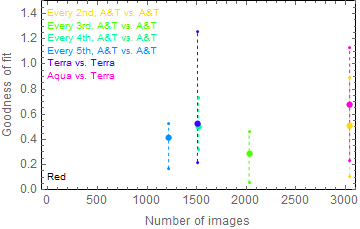 Every 2nd, A&T vs. A&T
Every 3rd, A&T vs. A&T
Every 4th, A&T vs. A&T
Every 5th, A&T vs. A&T
Terra vs. Terra
Aqua vs. Terra
Red
Goodness of fit
1.4
1.2
1.0
0.8
0.6
0.4
0.2
0.0
0 500 1000 1500 2000 2500 3000
Number of images